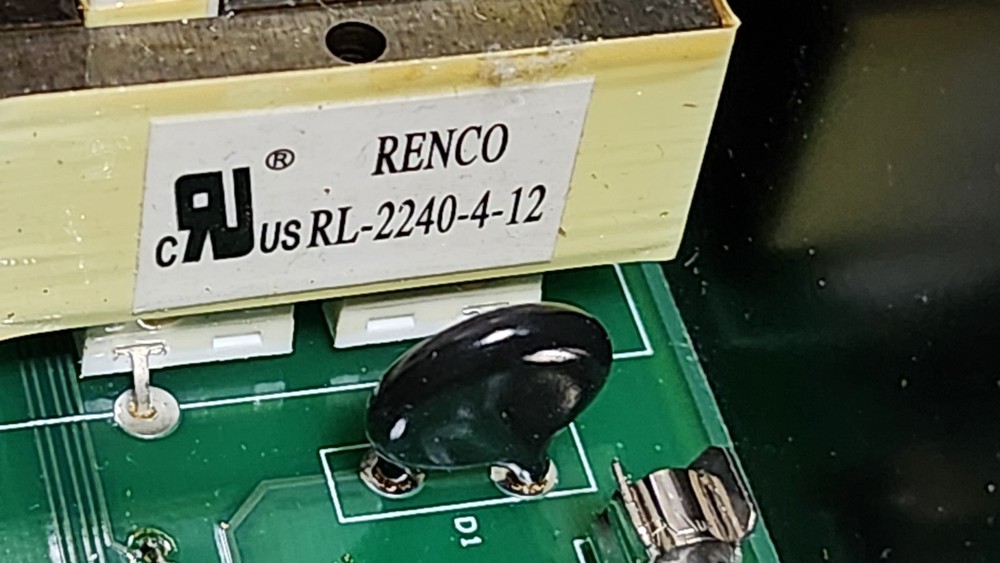 ® RENCO
c RU US RL-2240-4-12
D1